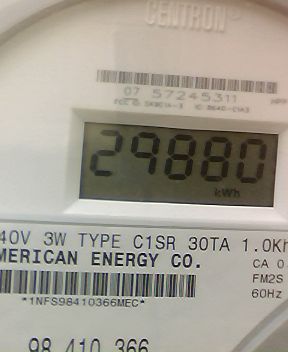 CENTRON®
07 57245311
29880
kWh
40V 3W TYPE C1SR 30TA 1.0Kh
MERICAN ENERGY CO.
CA 0
FM2S
60Hz
*1NFS98410366MEC*
98 410 366